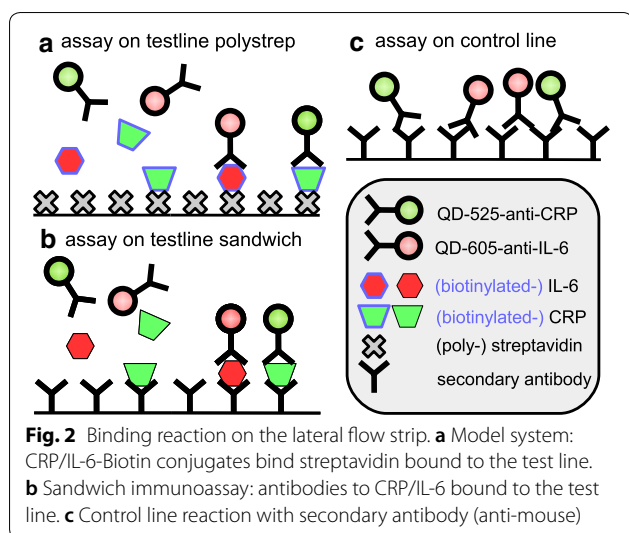 a assay on testline polystrep
b assay on testline sandwich
c assay on control line
QD-525-anti-CRP
QD-605-anti-IL-6
(biotinylated-) IL-6
(biotinylated-) CRP
(poly-) streptavidin
secondary antibody
Fig. 2 Binding reaction on the lateral flow strip. a Model system:
CRP/IL-6-Biotin conjugates bind streptavidin bound to the test line.
b Sandwich immunoassay: antibodies to CRP/IL-6 bound to the test
line. c Control line reaction with secondary antibody (anti-mouse)